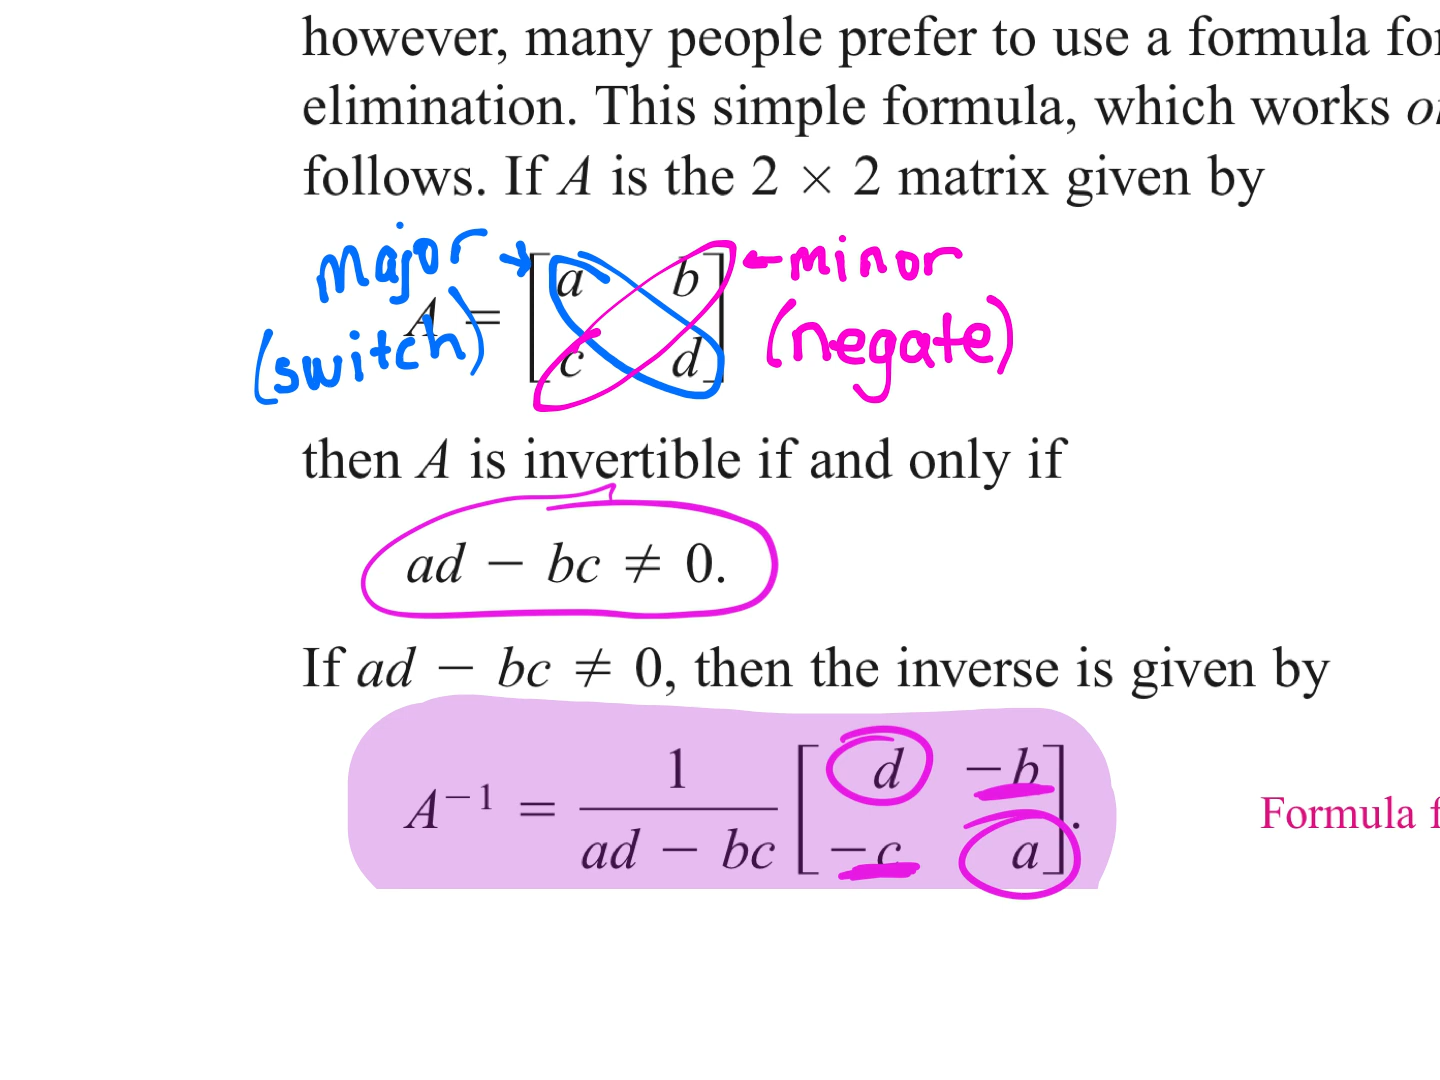 however, many people prefer to use a formula for
elimination. This simple formula, which works
follows. If A is the 2 × 2 matrix given by
major → ← minor
(switch) (negate)
A = [a b
c d]
then A is invertible if and only if
ad − bc ≠ 0.
If ad − bc ≠ 0, then the inverse is given by
A⁻¹ = 1/(ad − bc) [d −b
−c a].
Formula